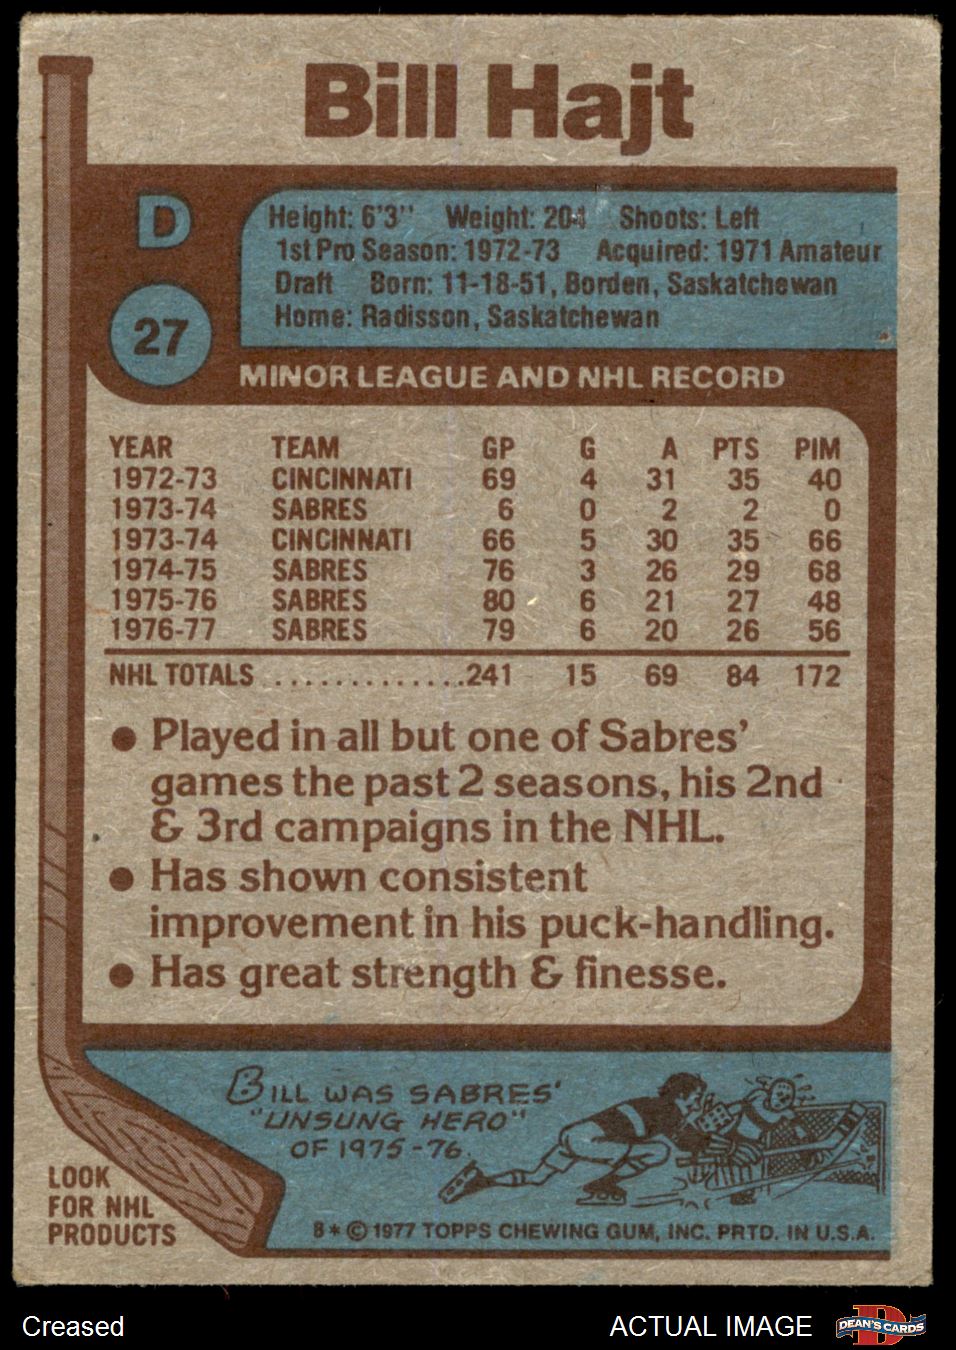 Bill Hajt
D
27
Height: 6'3" Weight: 204 Shoots: Left
1st Pro Season: 1972-73 Acquired: 1971 Amateur
Draft Born: 11-18-51, Borden, Saskatchewan
Home: Radisson, Saskatchewan
MINOR LEAGUE AND NHL RECORD
YEAR TEAM GP G A PTS PIM
1972-73 CINCINNATI 69 4 31 35 40
1973-74 SABRES 6 0 2 2 0
1973-74 CINCINNATI 66 5 30 35 66
1974-75 SABRES 76 3 26 29 68
1975-76 SABRES 80 6 21 27 48
1976-77 SABRES 79 6 20 26 56
NHL TOTALS .............241 15 69 84 172
● Played in all but one of Sabres'
games the past 2 seasons, his 2nd
& 3rd campaigns in the NHL.
● Has shown consistent
improvement in his puck-handling.
● Has great strength & finesse.
BILL WAS SABRES'
"UNSUNG HERO"
OF 1975-76.
LOOK
FOR NHL
PRODUCTS
8* © 1977 TOPPS CHEWING GUM, INC. PRTD. IN U.S.A.
Creased
ACTUAL IMAGE
DEAN'S CARDS